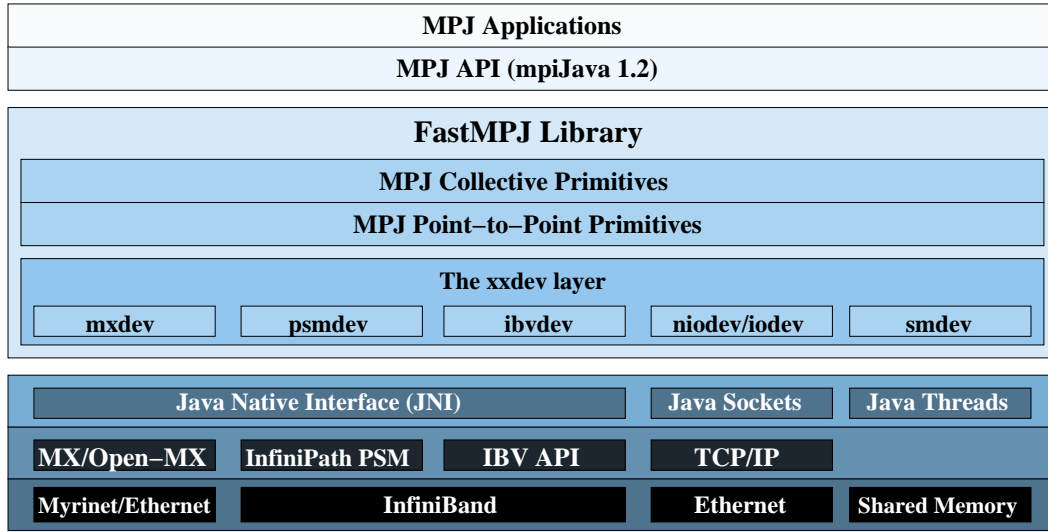 MPJ Applications
MPJ API (mpiJava 1.2)
FastMPJ Library
MPJ Collective Primitives
MPJ Point−to−Point Primitives
The xxdev layer
mxdev psmdev ibvdev niodev/iodev smdev
Java Native Interface (JNI) Java Sockets Java Threads
MX/Open−MX InfiniPath PSM IBV API TCP/IP
Myrinet/Ethernet InfiniBand Ethernet Shared Memory